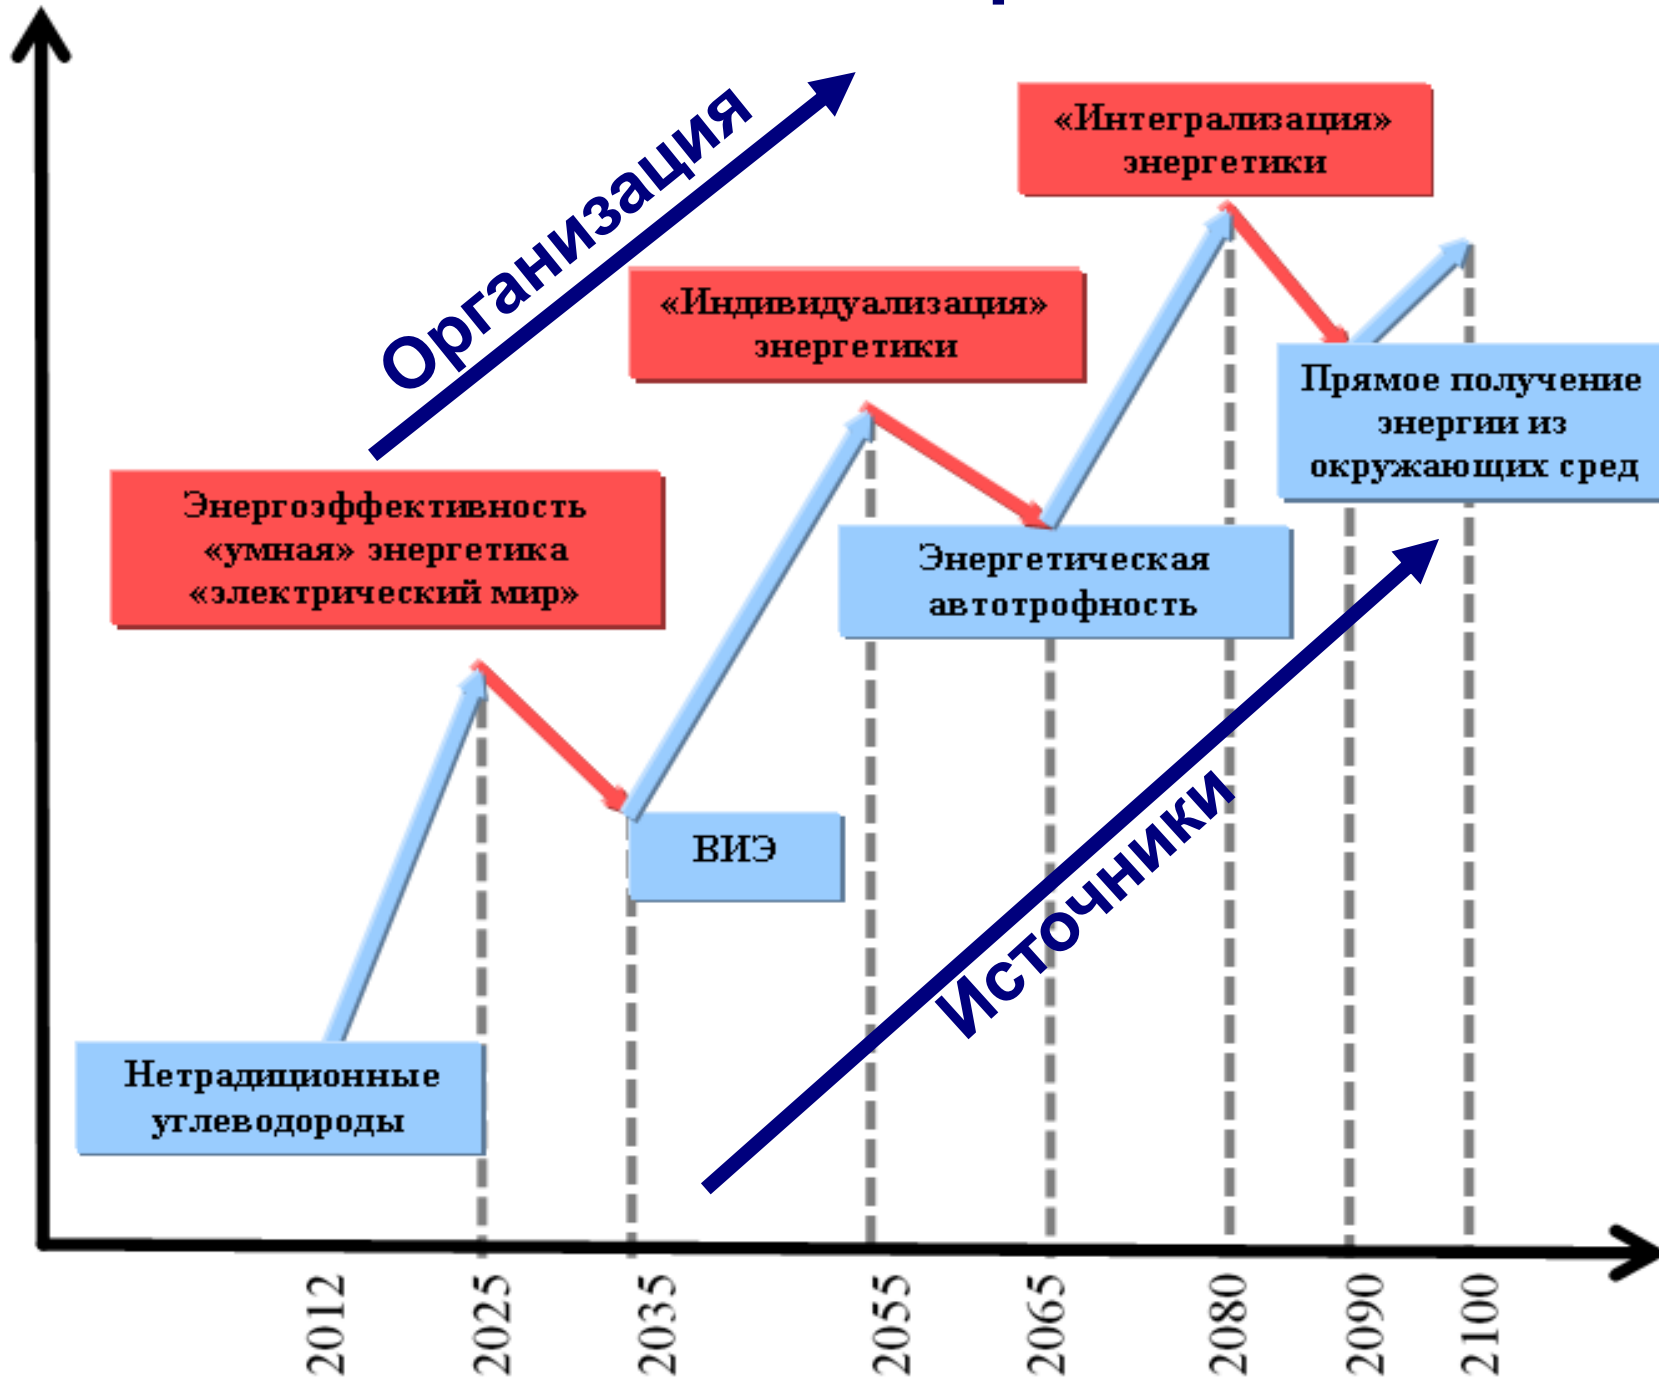 Организация
«Интегрализация»
энергетики
«Индивидуализация»
энергетики
Прямое получение
энергии из
окружающих сред
Энергоэффективность
«умная» энергетика
«электрический мир»
Энергетическая
автотрофность
ВИЭ
Источники
Нетрадиционные
углеводороды
2012
2025
2035
2055
2065
2080
2090
2100